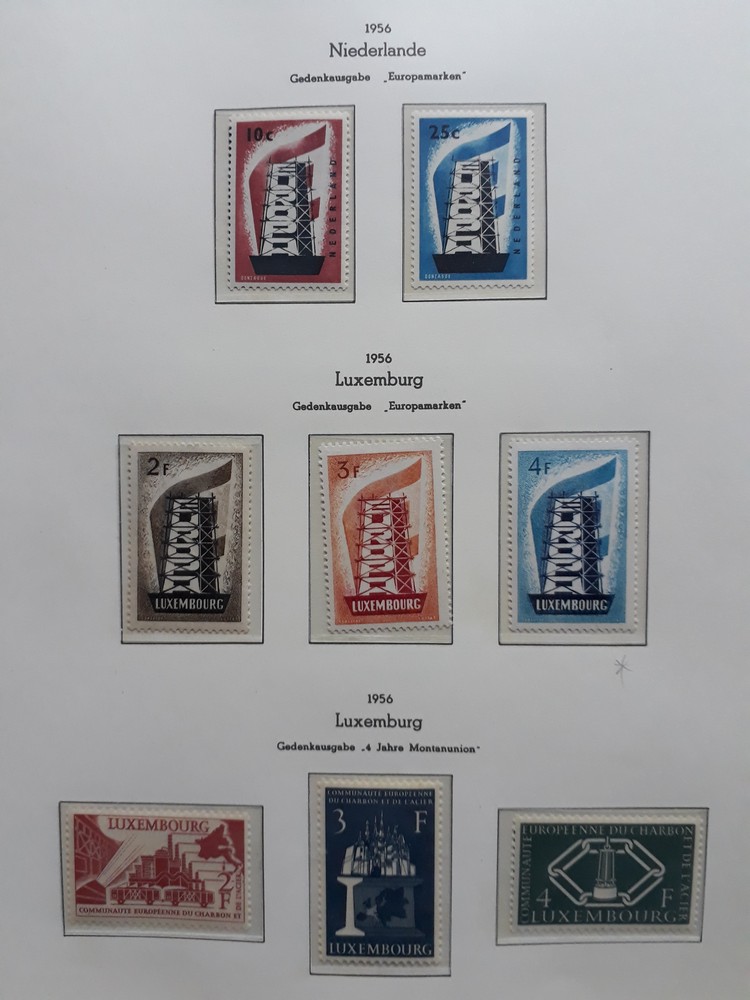 1956
Niederlande
Gedenkausgabe „Europamarken"
10c
NEDERLAND
25c
NEDERLAND
1956
Luxemburg
Gedenkausgabe „Europamarken"
2F
LUXEMBOURG
3F
LUXEMBOURG
4F
LUXEMBOURG
1956
Luxemburg
Gedenkausgabe „4 Jahre Montanunion"
LUXEMBOURG
2F
COMMUNAUTE EUROPEENNE DU CHARBON ET
COMMUNAUTE EUROPEENNE
DU CHARBON ET DE L'ACIER
3 F
LUXEMBOURG
COMMUNAUTE EUROPEENNE DU CHARBON ET DE L'ACIER
4 F
LUXEMBOURG